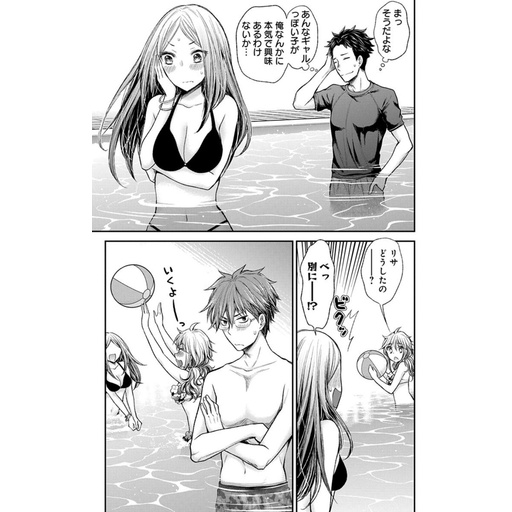 まっ
そうだよな
あんなギャル
っぽい子が
俺なんかに
本気で興味
あるわけ
ないか…
リサ
どうしたの
ー？
ビクッ
べっ
別にー!?
いくよーっ